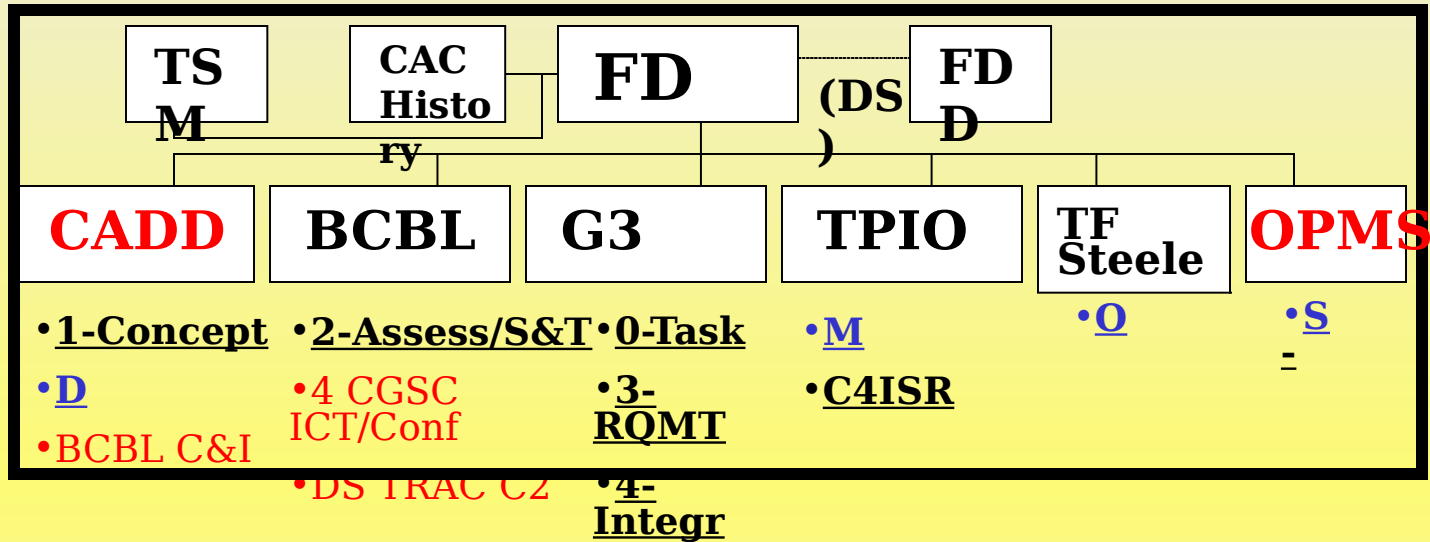 TS
M
CAC
Histo
ry
FD
(DS
)
FD
D
CADD
BCBL
G3
TPIO
TF
Steele
OPMS
•1-Concept
•D
•BCBL C&I
•2-Assess/S&T
•4 CGSC
ICT/Conf
•DS TRAC C2
•0-Task
•3-
RQMT
•4-
Integr
•M
•C4ISR
•O
•S
-